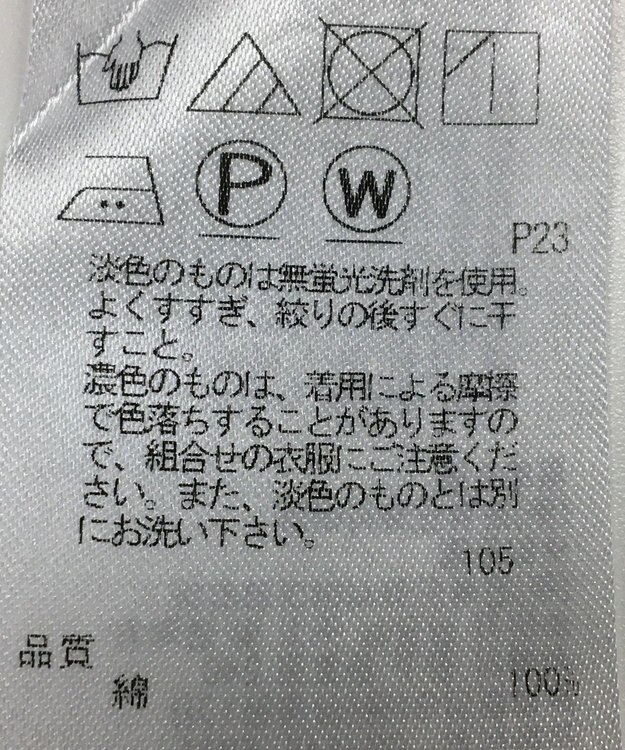 P W
P23
淡色のものは無蛍光洗剤を使用。
よくすすぎ、絞りの後すぐに干
すこと。
濃色のものは、着用による摩擦
で色落ちすることがありますの
で、組合せの衣服にご注意くだ
さい。また、淡色のものとは別
にお洗い下さい。
105
品質
綿 100%